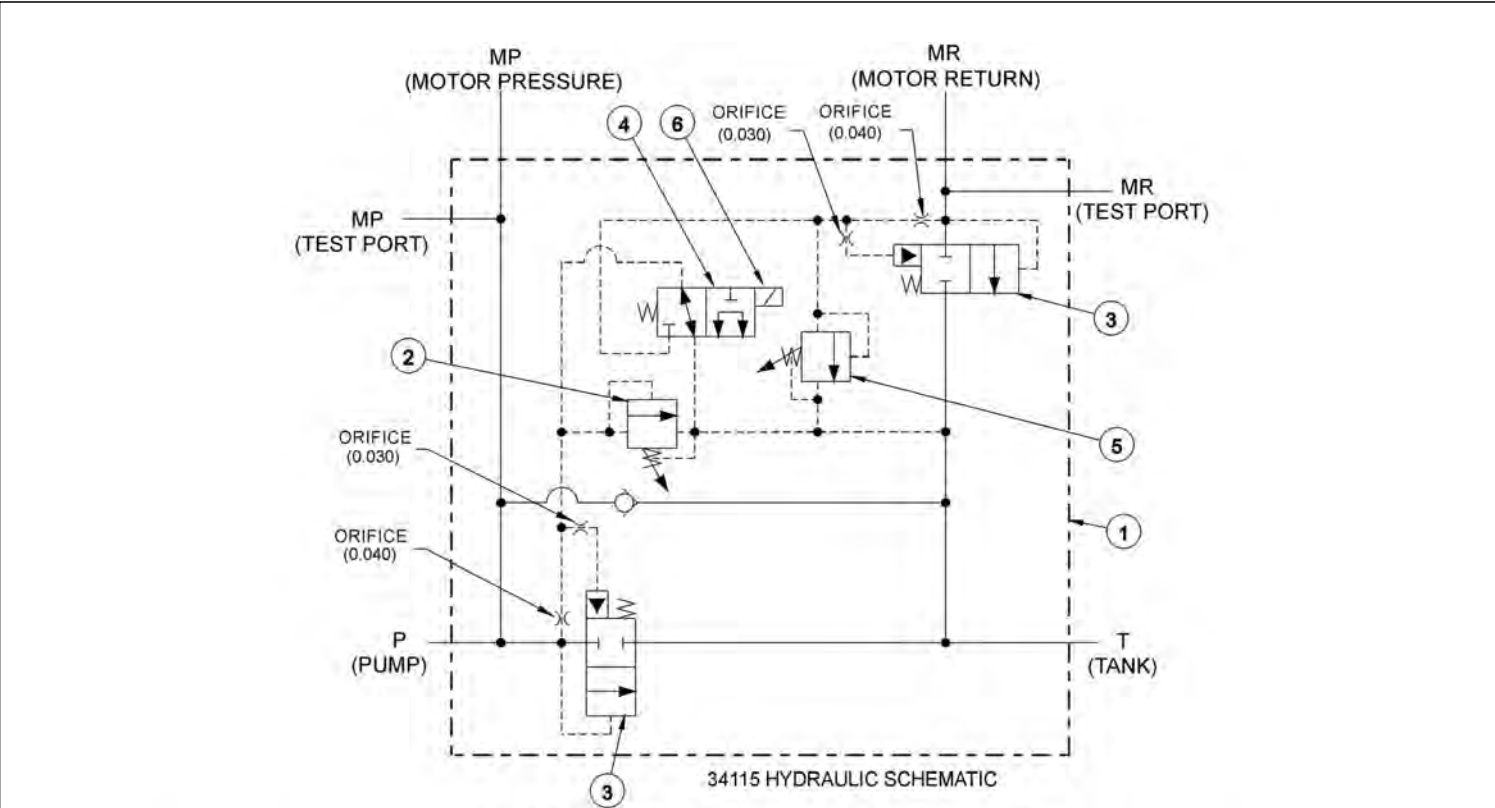 MP
(MOTOR PRESSURE)
MR
(MOTOR RETURN)
4
6
ORIFICE
(0.030)
ORIFICE
(0.040)
MP
(TEST PORT)
MR
(TEST PORT)
3
2
5
ORIFICE
(0.030)
ORIFICE
(0.040)
1
P
(PUMP)
T
(TANK)
3
34115 HYDRAULIC SCHEMATIC